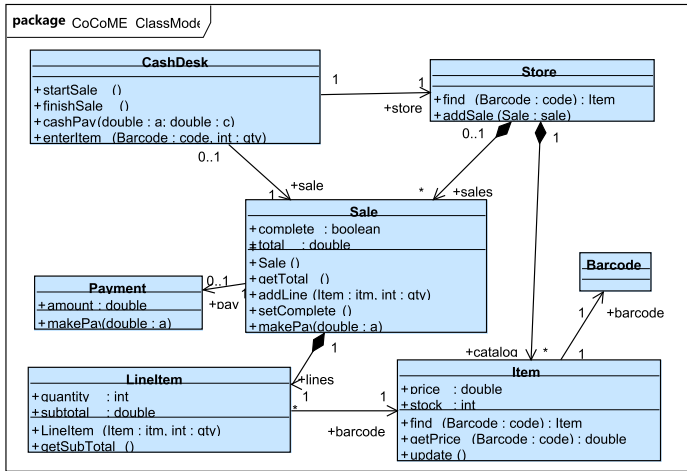 package CoCoME ClassMode
CashDesk
+startSale ()
+finishSale ()
+cashPay(double : a; double : c)
+enterItem (Barcode : code, int : qty)
1
1
+store
Store
+find (Barcode : code) : Item
+addSale (Sale : sale)
0..1
+sale
1
0..1
*
+sales
1
Sale
+complete : boolean
+total : double
+Sale ()
+getTotal ()
+addLine (Item : itm, int : qty)
+setComplete ()
+makePay(double : a)
Barcode
1
+barcode
1
Payment
+amount : double
+makePay(double : a)
0..1
+pay
1
1
+lines
*
+catalog
*
LineItem
+quantity : int
+subtotal : double
+LineItem (Item : itm, int : qty)
+getSubTotal ()
1
1
+barcode
Item
+price : double
+stock : int
+find (Barcode : code) : Item
+getPrice (Barcode : code) : double
+update ()